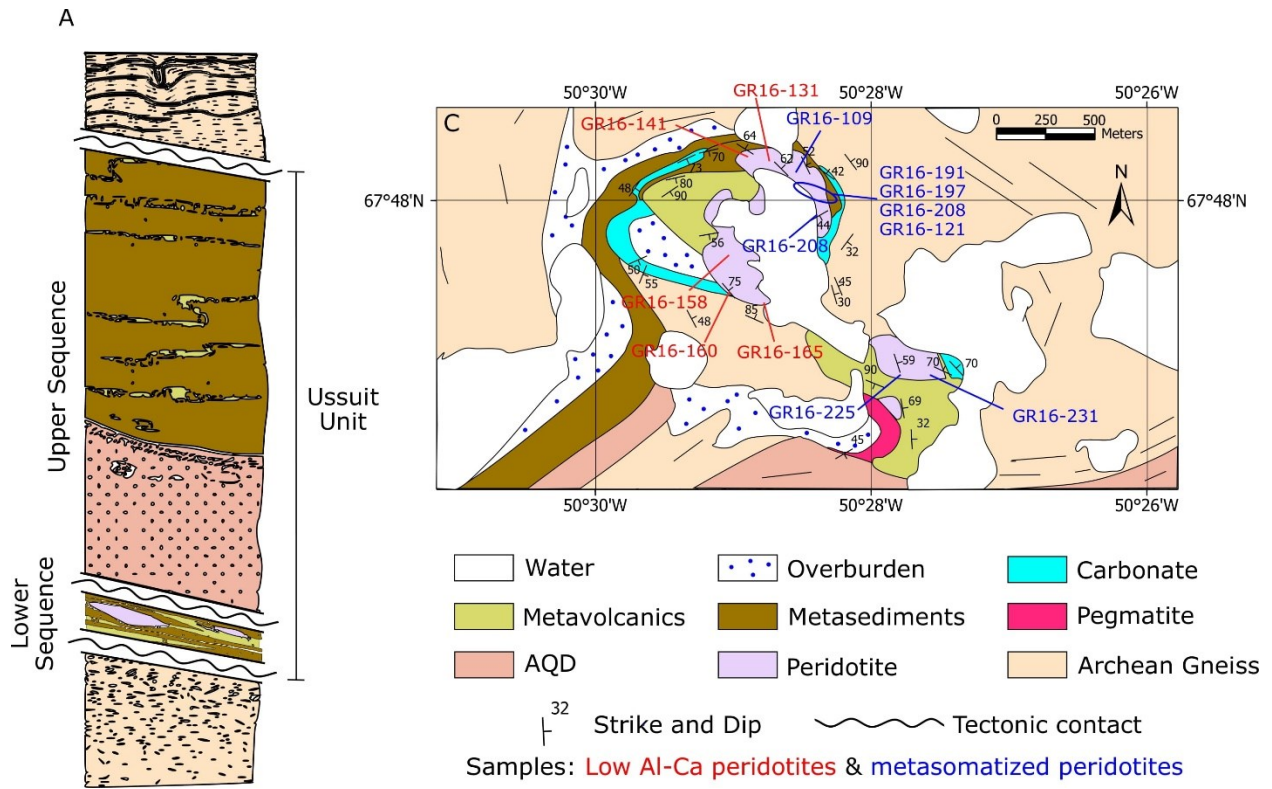 A
Upper Sequence
Lower
Sequence
Ussuit
Unit
C
50°30'W
50°28'W
50°26'W
67°48'N
67°48'N
50°30'W
50°28'W
50°26'W
0 250 500
Meters
N
GR16-131
GR16-141
GR16-109
GR16-191
GR16-197
GR16-208
GR16-121
GR16-208
GR16-158
GR16-160
GR16-165
GR16-225
GR16-231
64
62
52
42
90
70
73
80
90
48
44
32
56
50
55
75
45
30
85
48
59
70
70
90
69
32
45
Water
Overburden
Carbonate
Metavolcanics
Metasediments
Pegmatite
AQD
Peridotite
Archean Gneiss
32
Strike and Dip
Tectonic contact
Samples: Low Al-Ca peridotites & metasomatized peridotites